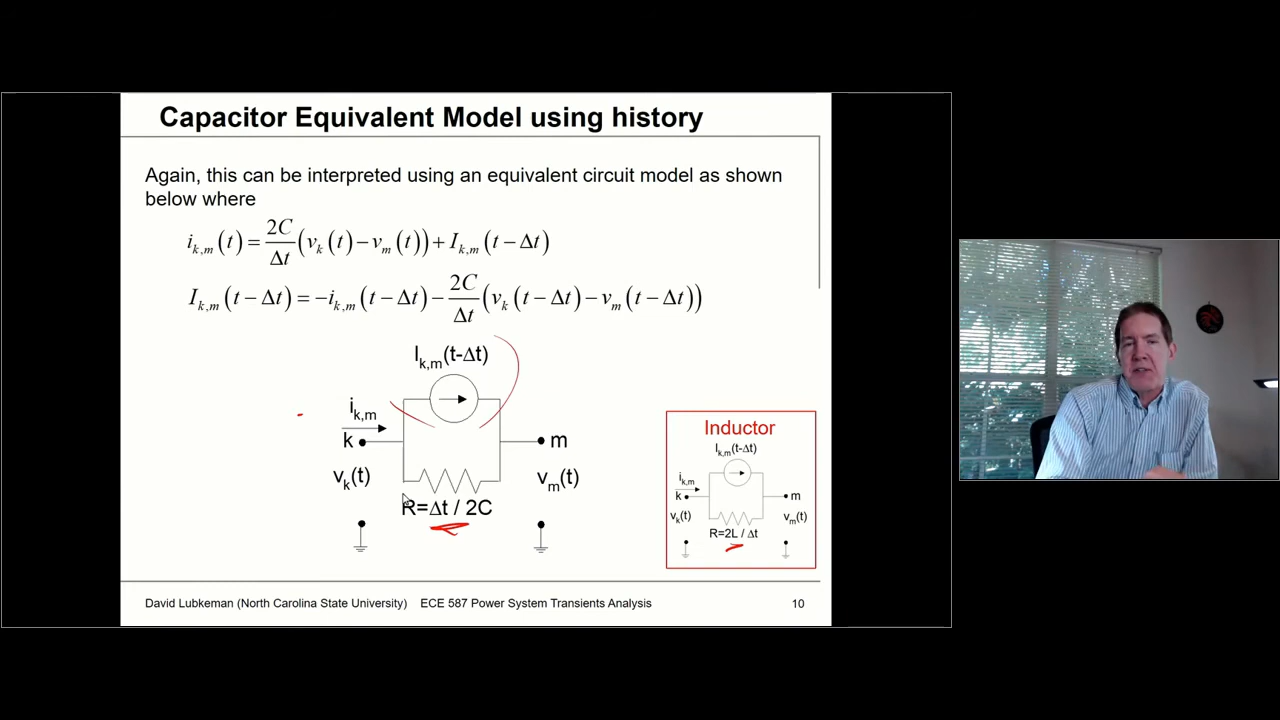 Capacitor Equivalent Model using history
Again, this can be interpreted using an equivalent circuit model as shown
below where
i_{k,m}(t) = \frac{2C}{Δt}(v_k(t) − v_m(t)) + I_{k,m}(t − Δt)
I_{k,m}(t − Δt) = −i_{k,m}(t − Δt) − \frac{2C}{Δt}(v_k(t − Δt) − v_m(t − Δt))
I_{k,m}(t-Δt)
i_{k,m}
k
m
v_k(t)
v_m(t)
R=Δt / 2C
Inductor
I_{k,m}(t-Δt)
i_{k,m}
k
m
v_k(t)
v_m(t)
R=2L / Δt
David Lubkeman (North Carolina State University) ECE 587 Power System Transients Analysis 10